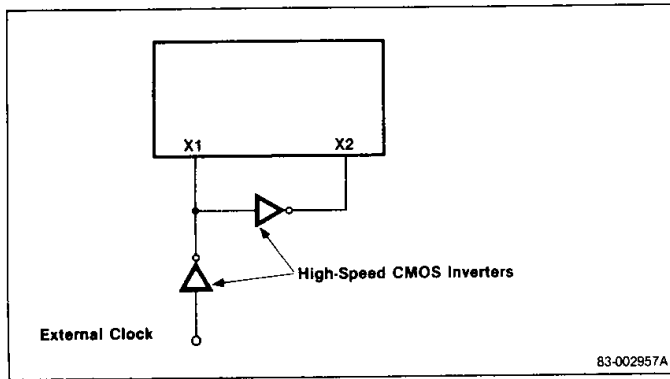 X1 X2
High-Speed CMOS Inverters
External Clock
83-002957A